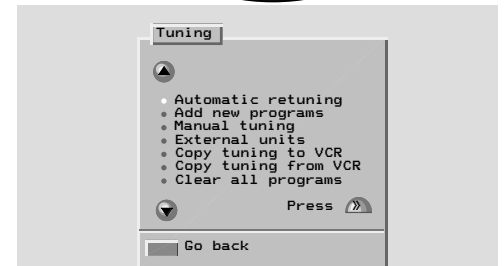 Tuning
Automatic retuning
Add new programs
Manual tuning
External units
Copy tuning to VCR
Copy tuning from VCR
Clear all programs
Press »
Go back